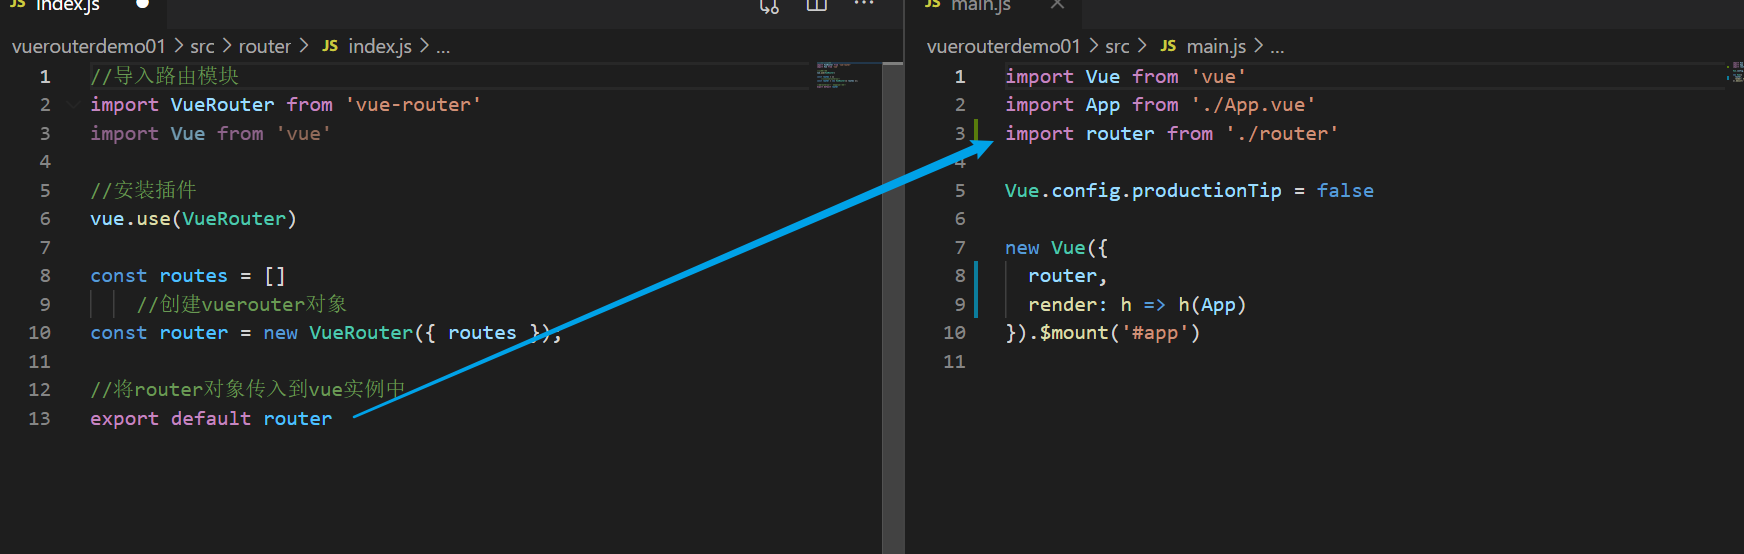 JS index.js
vuerouterdemo01 > src > router > JS index.js > ...
1 //导入路由模块
2 import VueRouter from 'vue-router'
3 import Vue from 'vue'
4
5 //安装插件
6 vue.use(VueRouter)
7
8 const routes = []
9 //创建vuerouter对象
10 const router = new VueRouter({ routes });
11
12 //将router对象传入到vue实例中
13 export default router
JS main.js
vuerouterdemo01 > src > JS main.js > ...
1 import Vue from 'vue'
2 import App from './App.vue'
3 import router from './router'
4
5 Vue.config.productionTip = false
6
7 new Vue({
8 router,
9 render: h => h(App)
10 }).$mount('#app')
11